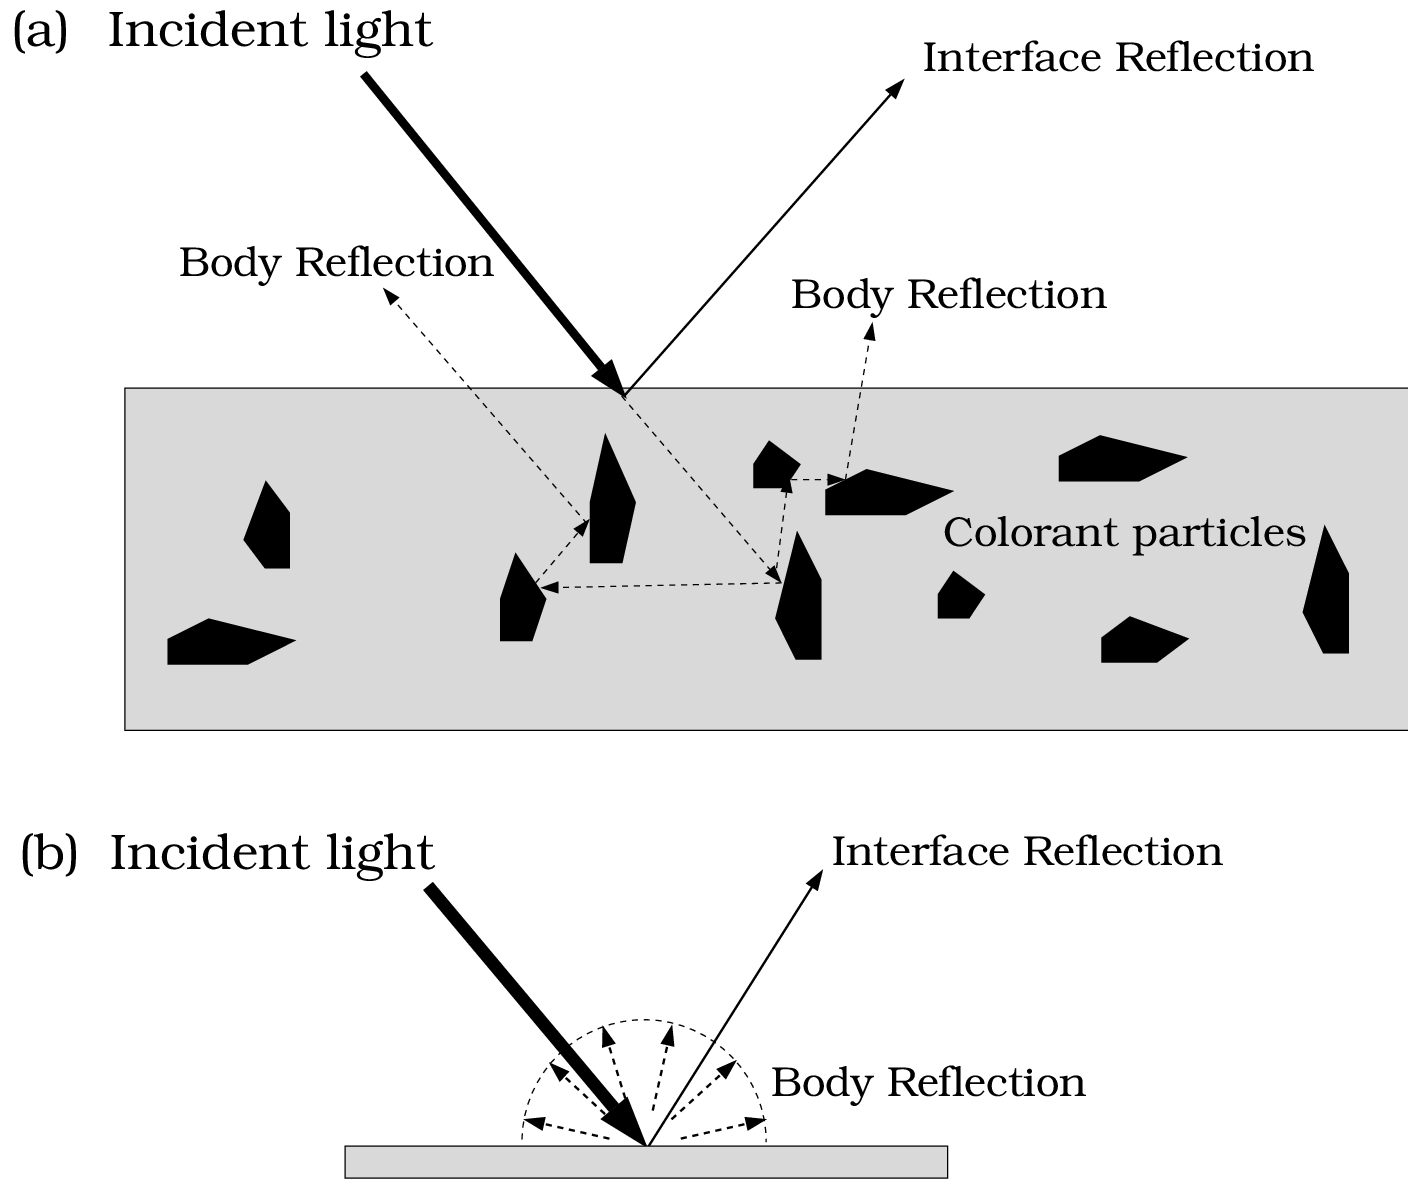 (a) Incident light
Interface Reflection
Body Reflection
Body Reflection
Colorant particles
(b) Incident light
Interface Reflection
Body Reflection